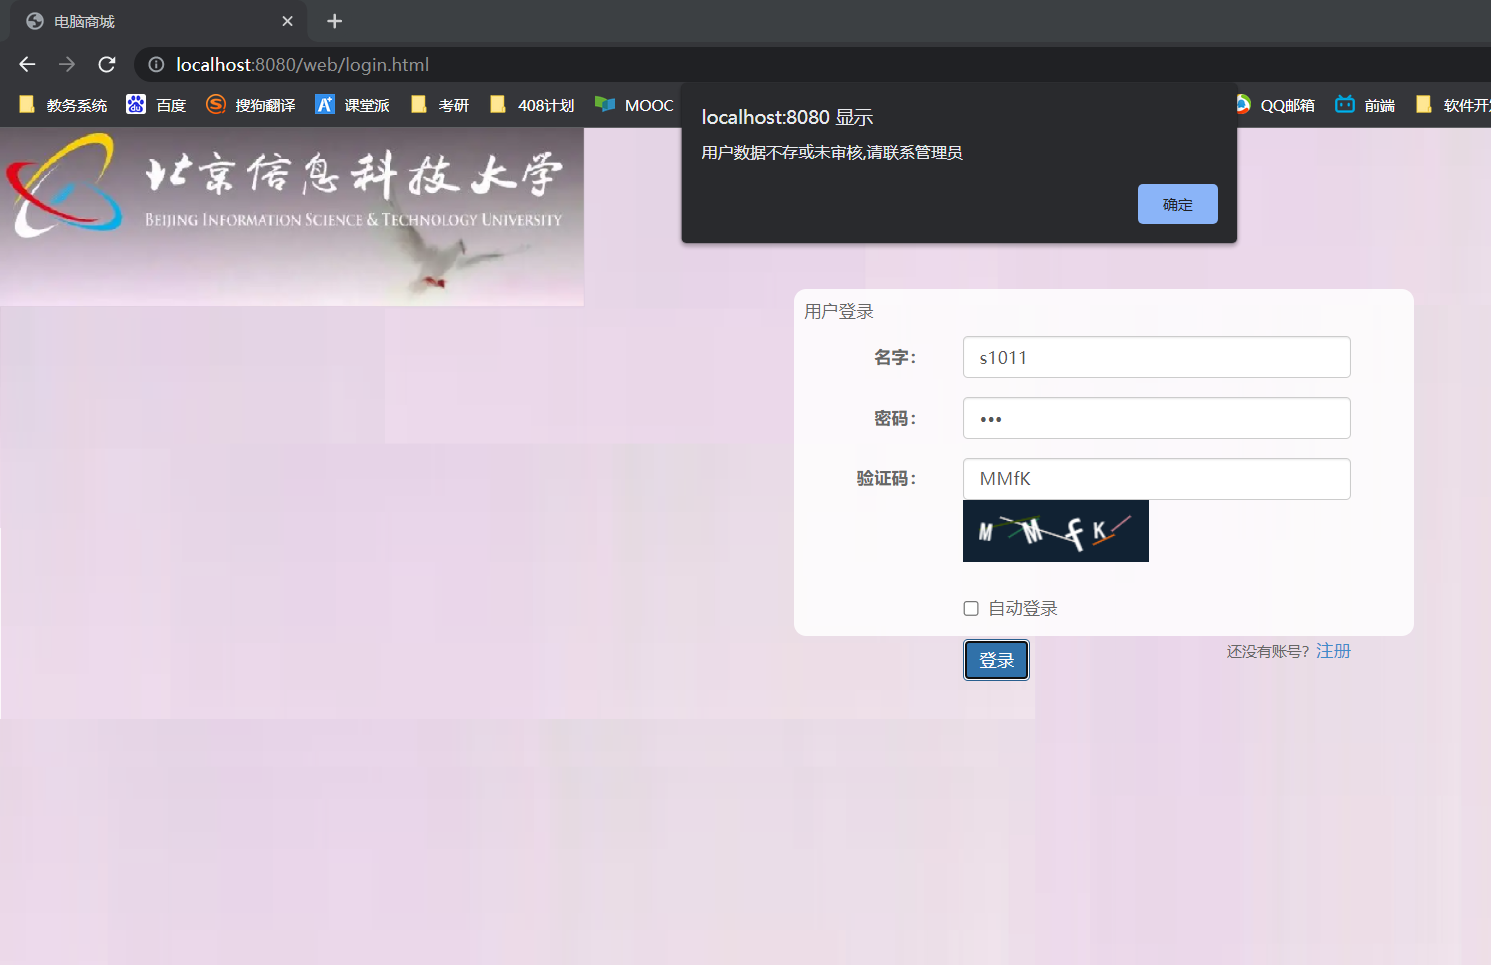 电脑商城
localhost:8080/web/login.html
教务系统 百度 搜狗翻译 课堂派 考研 408计划 MOOC QQ邮箱 前端 软件开发
localhost:8080 显示
用户数据不存或未审核,请联系管理员
确定
北京信息科技大学
BEIJING INFORMATION SCIENCE & TECHNOLOGY UNIVERSITY
用户登录
名字： s1011
密码： •••
验证码： MMfK
M M f K
自动登录
登录 还没有账号？ 注册